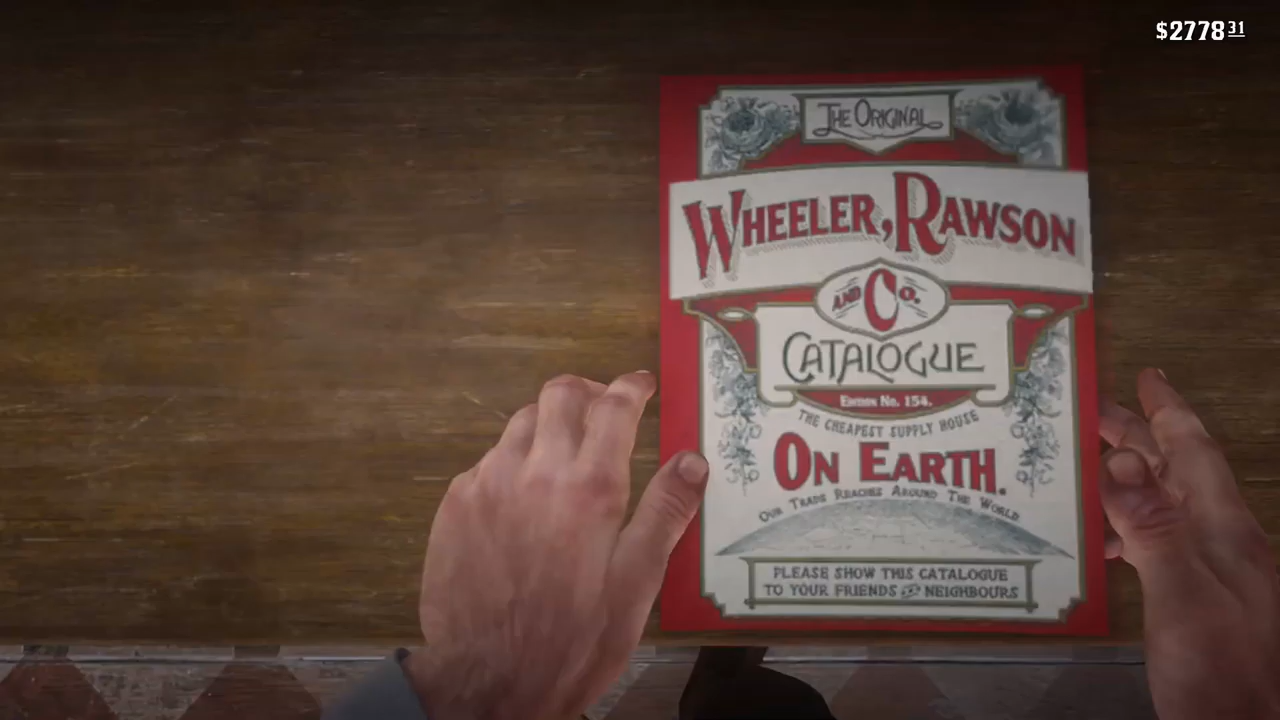 $2778 31
THE ORIGINAL
WHEELER, RAWSON
AND CO.
CATALOGUE
EDITION No. 154.
THE CHEAPEST SUPPLY HOUSE
ON EARTH.
OUR TRADE REACHES AROUND THE WORLD
PLEASE SHOW THIS CATALOGUE
TO YOUR FRIENDS AND NEIGHBOURS